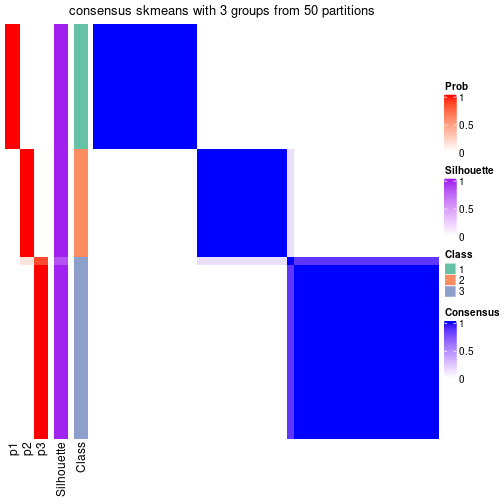 consensus skmeans with 3 groups from 50 partitions
Prob
1
0.5
0
Silhouette
1
0.5
0
Class
1
2
3
Consensus
1
0.5
0
p1
p2
p3
Silhouette
Class